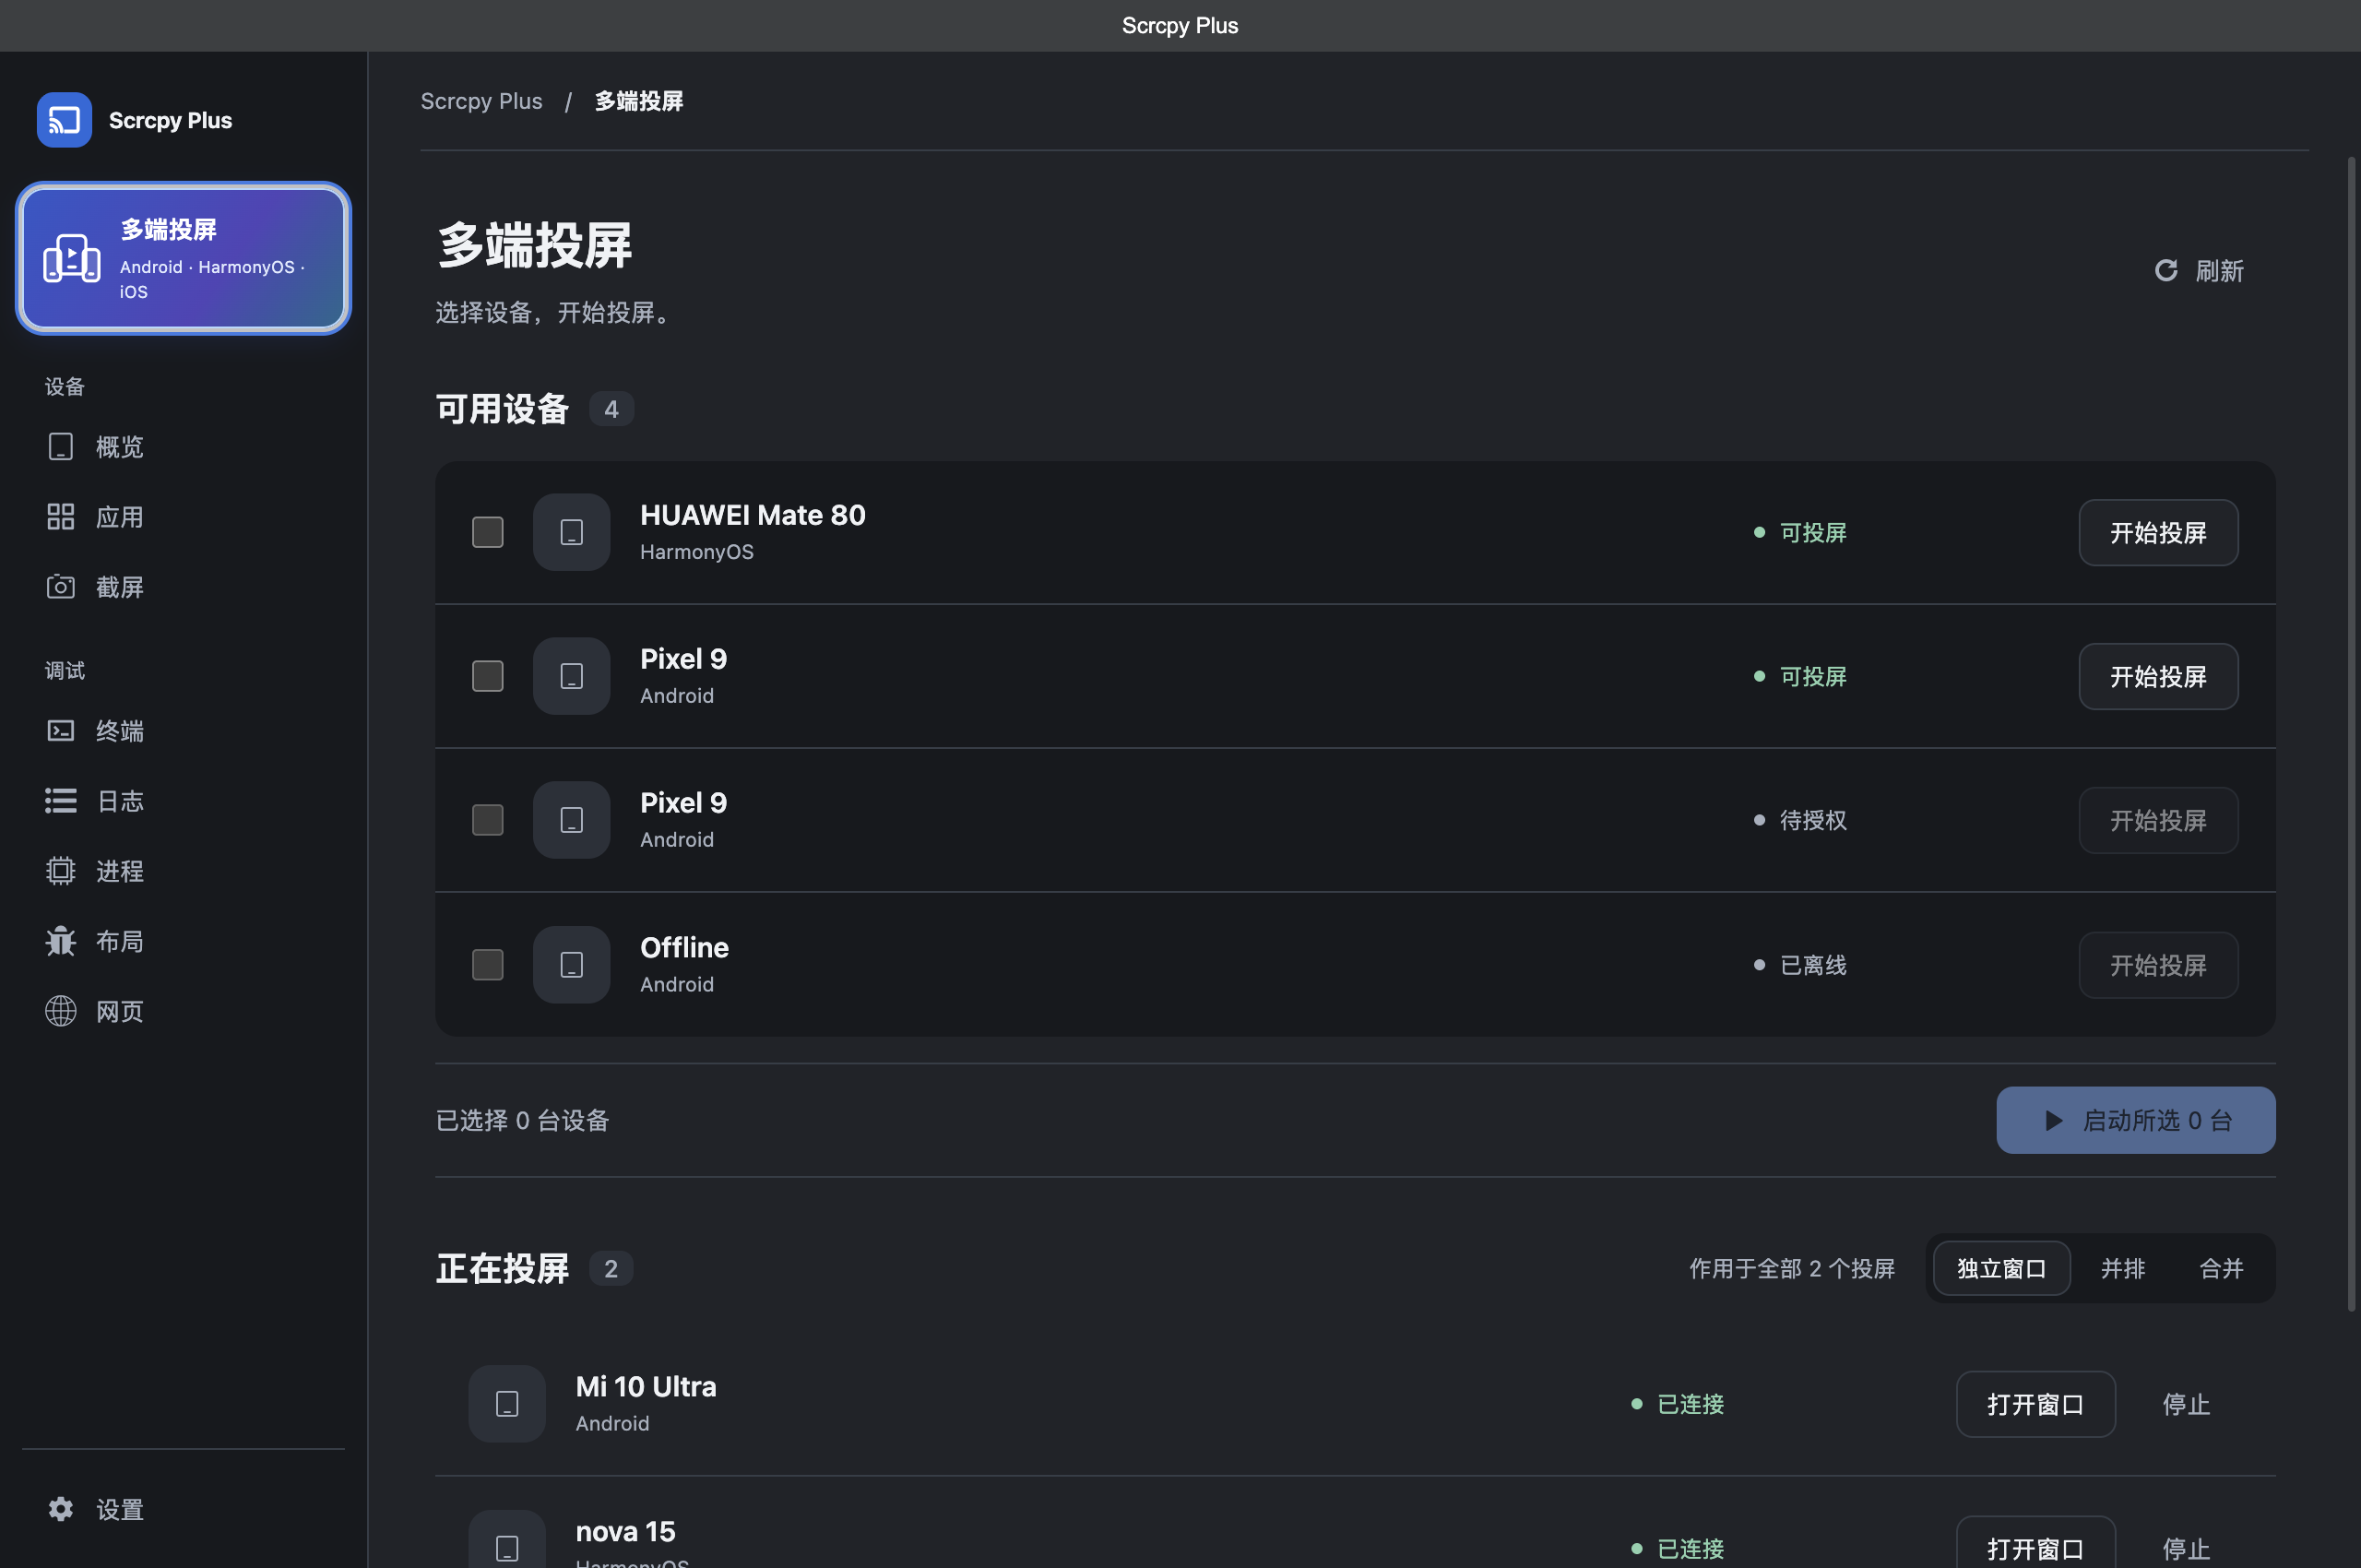 Scrcpy Plus
Scrcpy Plus
多端投屏
Android · HarmonyOS ·
iOS
设备
概览
应用
截屏
调试
终端
日志
进程
布局
网页
设置
Scrcpy Plus / 多端投屏
多端投屏
选择设备，开始投屏。
刷新
可用设备 4
HUAWEI Mate 80
HarmonyOS
可投屏
开始投屏
Pixel 9
Android
可投屏
开始投屏
Pixel 9
Android
待授权
开始投屏
Offline
Android
已离线
开始投屏
已选择 0 台设备
启动所选 0 台
正在投屏 2
作用于全部 2 个投屏
独立窗口 并排 合并
Mi 10 Ultra
Android
已连接
打开窗口
停止
nova 15
HarmonyOS
已连接
打开窗口
停止